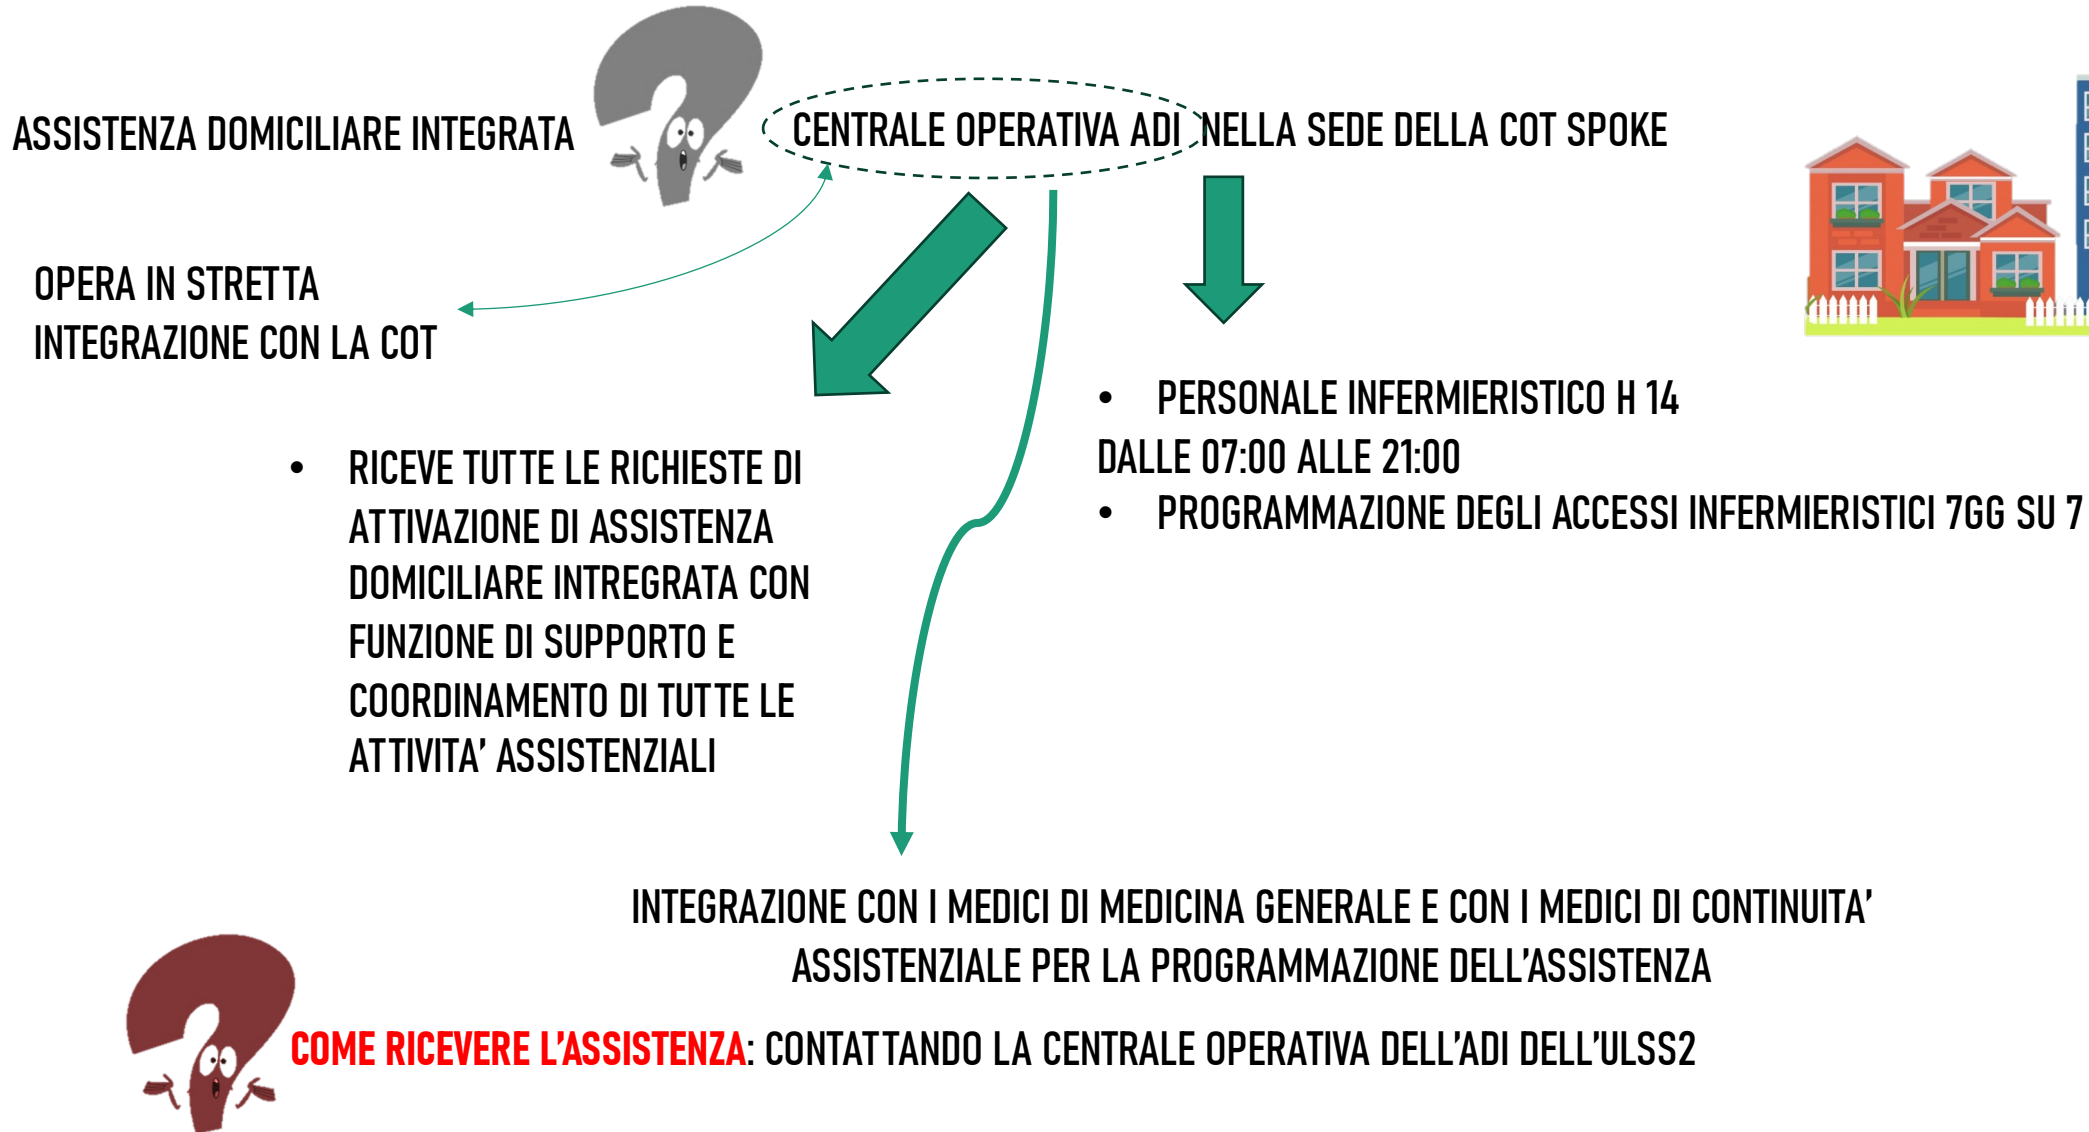 ASSISTENZA DOMICILIARE INTEGRATA
CENTRALE OPERATIVA ADI NELLA SEDE DELLA COT SPOKE
OPERA IN STRETTA
INTEGRAZIONE CON LA COT
• PERSONALE INFERMIERISTICO H 14
DALLE 07:00 ALLE 21:00
• PROGRAMMAZIONE DEGLI ACCESSI INFERMIERISTICI 7GG SU 7
• RICEVE TUTTE LE RICHIESTE DI
ATTIVAZIONE DI ASSISTENZA
DOMICILIARE INTREGRATA CON
FUNZIONE DI SUPPORTO E
COORDINAMENTO DI TUTTE LE
ATTIVITA’ ASSISTENZIALI
INTEGRAZIONE CON I MEDICI DI MEDICINA GENERALE E CON I MEDICI DI CONTINUITA’
ASSISTENZIALE PER LA PROGRAMMAZIONE DELL’ASSISTENZA
COME RICEVERE L’ASSISTENZA: CONTATTANDO LA CENTRALE OPERATIVA DELL’ADI DELL’ULSS2